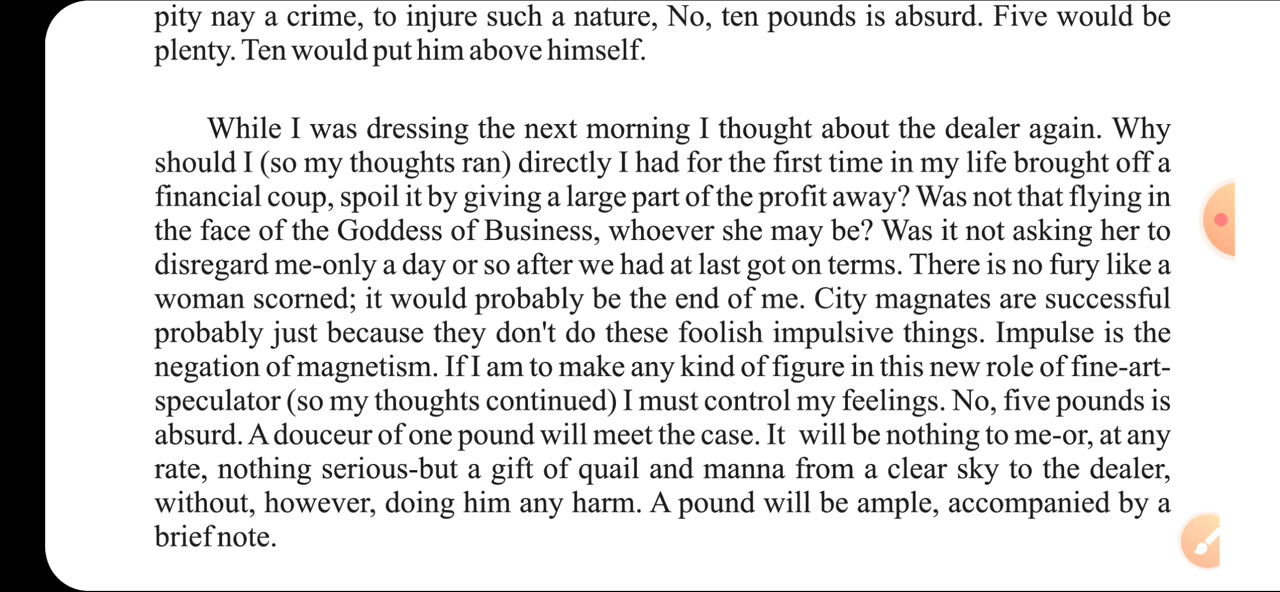 pity nay a crime, to injure such a nature, No, ten pounds is absurd. Five would be
plenty. Ten would put him above himself.
While I was dressing the next morning I thought about the dealer again. Why
should I (so my thoughts ran) directly I had for the first time in my life brought off a
financial coup, spoil it by giving a large part of the profit away? Was not that flying in
the face of the Goddess of Business, whoever she may be? Was it not asking her to
disregard me-only a day or so after we had at last got on terms. There is no fury like a
woman scorned; it would probably be the end of me. City magnates are successful
probably just because they don't do these foolish impulsive things. Impulse is the
negation of magnetism. If I am to make any kind of figure in this new role of fine-art-
speculator (so my thoughts continued) I must control my feelings. No, five pounds is
absurd. A douceur of one pound will meet the case. It  will be nothing to me-or, at any
rate, nothing serious-but a gift of quail and manna from a clear sky to the dealer,
without, however, doing him any harm. A pound will be ample, accompanied by a
brief note.